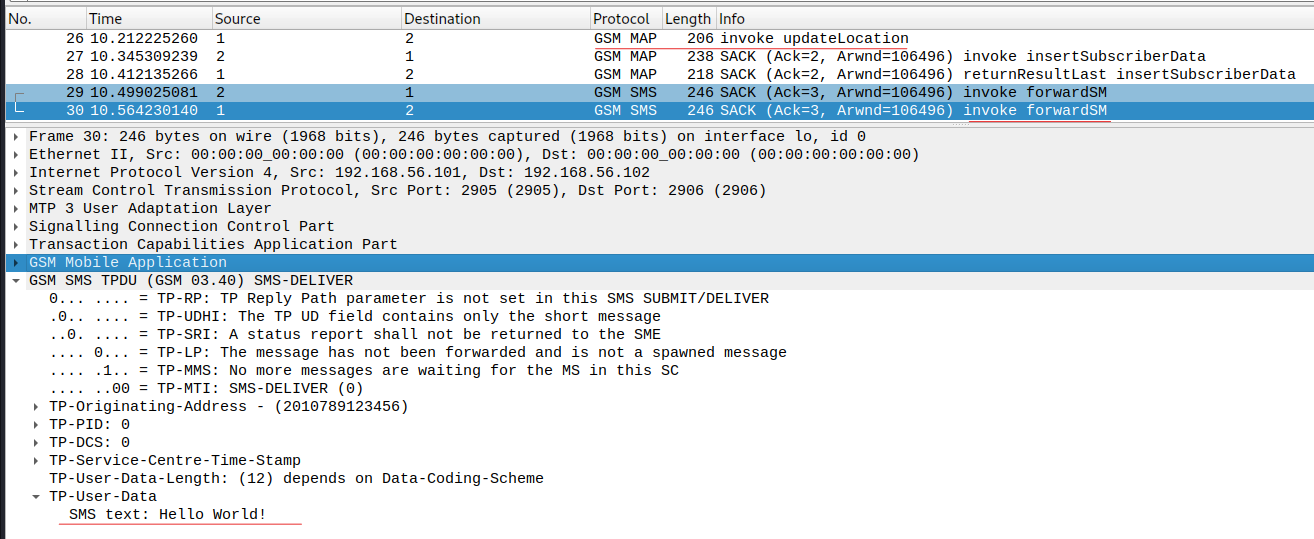 No. Time Source Destination Protocol Length Info
26 10.212225260 1 2 GSM MAP 206 invoke updateLocation
27 10.345309239 2 1 GSM MAP 238 SACK (Ack=2, Arwnd=106496) invoke insertSubscriberData
28 10.412135266 1 2 GSM MAP 218 SACK (Ack=2, Arwnd=106496) returnResultLast insertSubscriberData
29 10.499025081 2 1 GSM SMS 246 SACK (Ack=3, Arwnd=106496) invoke forwardSM
30 10.564230140 1 2 GSM SMS 246 SACK (Ack=3, Arwnd=106496) invoke forwardSM
Frame 30: 246 bytes on wire (1968 bits), 246 bytes captured (1968 bits) on interface lo, id 0
Ethernet II, Src: 00:00:00_00:00:00 (00:00:00:00:00:00), Dst: 00:00:00_00:00:00 (00:00:00:00:00:00)
Internet Protocol Version 4, Src: 192.168.56.101, Dst: 192.168.56.102
Stream Control Transmission Protocol, Src Port: 2905 (2905), Dst Port: 2906 (2906)
MTP 3 User Adaptation Layer
Signalling Connection Control Part
Transaction Capabilities Application Part
GSM Mobile Application
GSM SMS TPDU (GSM 03.40) SMS-DELIVER
0... .... = TP-RP: TP Reply Path parameter is not set in this SMS SUBMIT/DELIVER
.0.. .... = TP-UDHI: The TP UD field contains only the short message
..0. .... = TP-SRI: A status report shall not be returned to the SME
.... 0... = TP-LP: The message has not been forwarded and is not a spawned message
.... .1.. = TP-MMS: No more messages are waiting for the MS in this SC
.... ..00 = TP-MTI: SMS-DELIVER (0)
TP-Originating-Address - (2010789123456)
TP-PID: 0
TP-DCS: 0
TP-Service-Centre-Time-Stamp
TP-User-Data-Length: (12) depends on Data-Coding-Scheme
TP-User-Data
SMS text: Hello World!